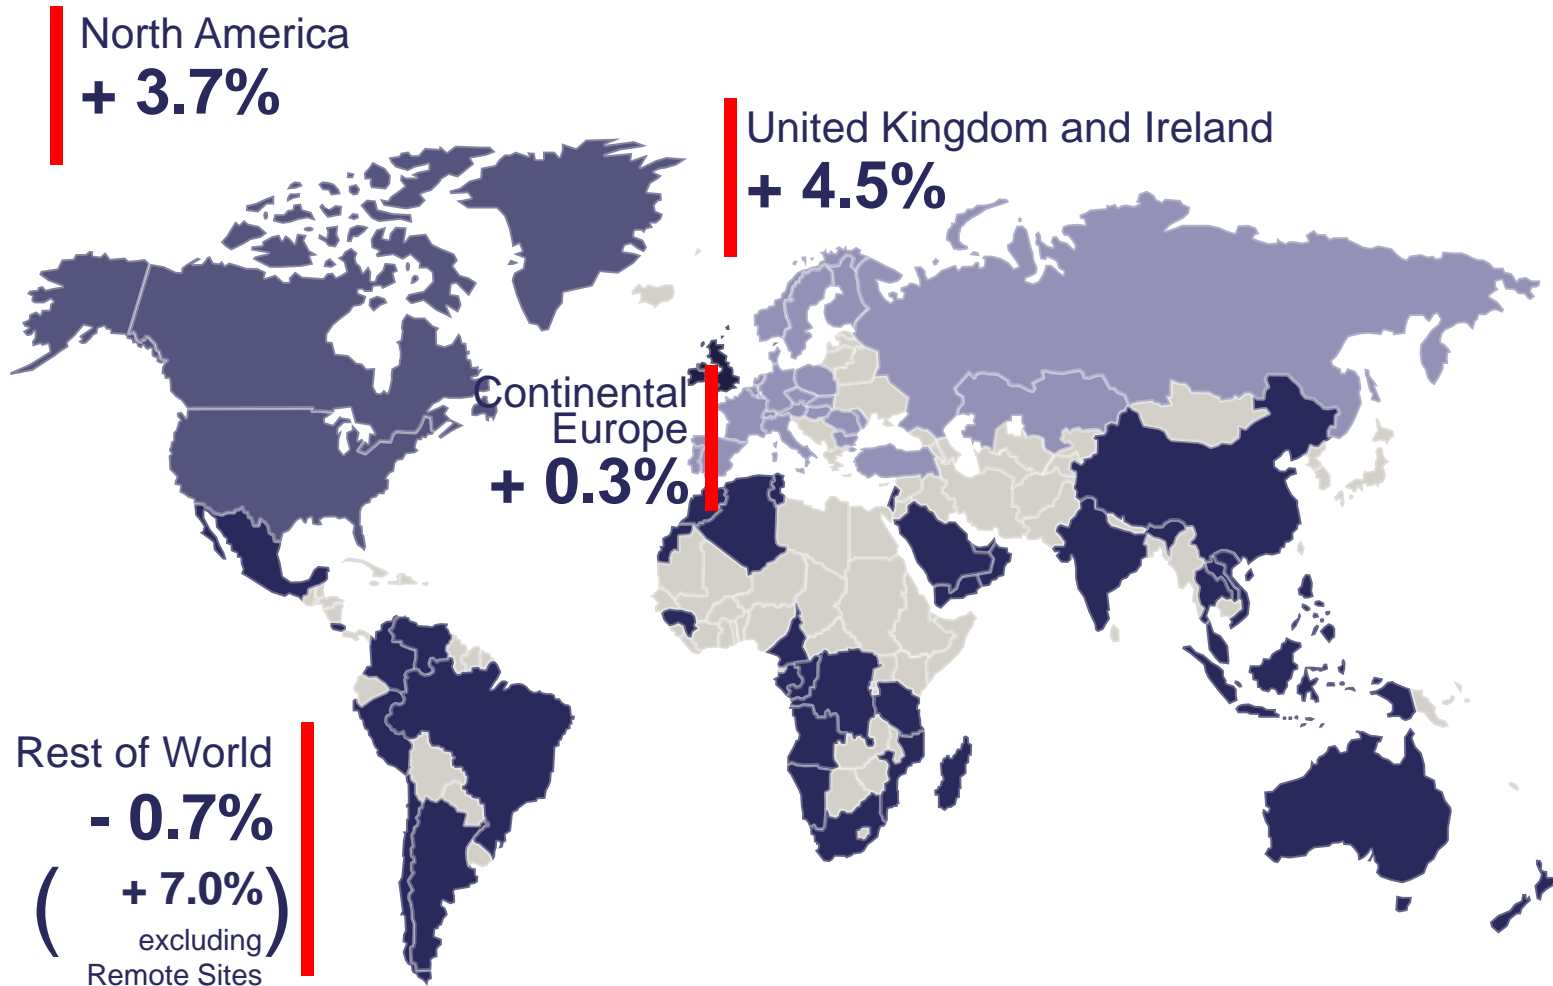 North America
+ 3.7%
United Kingdom and Ireland
+ 4.5%
Continental
Europe
+ 0.3%
Rest of World
- 0.7%
( + 7.0% )
excluding
Remote Sites